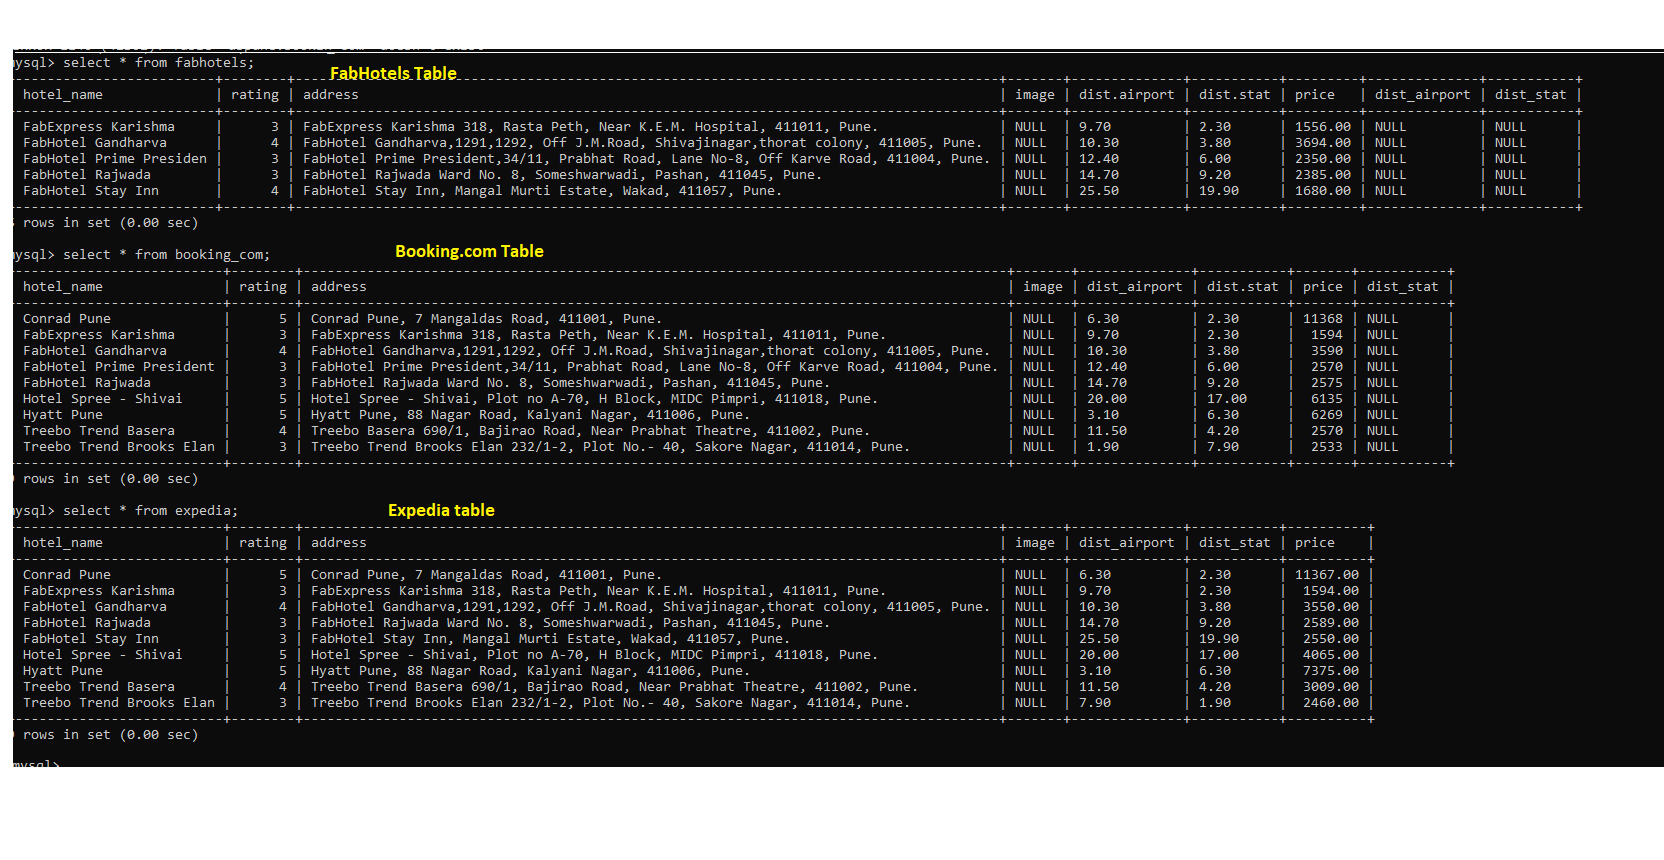 mysql> select * from fabhotels;
FabHotels Table
hotel_name | rating | address | image | dist.airport | dist.stat | price | dist_airport | dist_stat |
FabExpress Karishma | 3 | FabExpress Karishma 318, Rasta Peth, Near K.E.M. Hospital, 411011, Pune. | NULL | 9.70 | 2.30 | 1556.00 | NULL | NULL |
FabHotel Gandharva | 4 | FabHotel Gandharva,1291,1292, Off J.M.Road, Shivajinagar,thorat colony, 411005, Pune. | NULL | 10.30 | 3.80 | 3694.00 | NULL | NULL |
FabHotel Prime Presiden | 3 | FabHotel Prime President,34/11, Prabhat Road, Lane No-8, Off Karve Road, 411004, Pune. | NULL | 12.40 | 6.00 | 2350.00 | NULL | NULL |
FabHotel Rajwada | 3 | FabHotel Rajwada Ward No. 8, Someshwarwadi, Pashan, 411045, Pune. | NULL | 14.70 | 9.20 | 2385.00 | NULL | NULL |
FabHotel Stay Inn | 4 | FabHotel Stay Inn, Mangal Murti Estate, Wakad, 411057, Pune. | NULL | 25.50 | 19.90 | 1680.00 | NULL | NULL |
rows in set (0.00 sec)
mysql> select * from booking_com;
Booking.com Table
hotel_name | rating | address | image | dist_airport | dist.stat | price | dist_stat |
Conrad Pune | 5 | Conrad Pune, 7 Mangaldas Road, 411001, Pune. | NULL | 6.30 | 2.30 | 11368 | NULL |
FabExpress Karishma | 3 | FabExpress Karishma 318, Rasta Peth, Near K.E.M. Hospital, 411011, Pune. | NULL | 9.70 | 2.30 | 1594 | NULL |
FabHotel Gandharva | 4 | FabHotel Gandharva,1291,1292, Off J.M.Road, Shivajinagar,thorat colony, 411005, Pune. | NULL | 10.30 | 3.80 | 3590 | NULL |
FabHotel Prime President | 3 | FabHotel Prime President,34/11, Prabhat Road, Lane No-8, Off Karve Road, 411004, Pune. | NULL | 12.40 | 6.00 | 2570 | NULL |
FabHotel Rajwada | 3 | FabHotel Rajwada Ward No. 8, Someshwarwadi, Pashan, 411045, Pune. | NULL | 14.70 | 9.20 | 2575 | NULL |
Hotel Spree - Shivai | 5 | Hotel Spree - Shivai, Plot no A-70, H Block, MIDC Pimpri, 411018, Pune. | NULL | 20.00 | 17.00 | 6135 | NULL |
Hyatt Pune | 5 | Hyatt Pune, 88 Nagar Road, Kalyani Nagar, 411006, Pune. | NULL | 3.10 | 6.30 | 6269 | NULL |
Treebo Trend Basera | 4 | Treebo Basera 690/1, Bajirao Road, Near Prabhat Theatre, 411002, Pune. | NULL | 11.50 | 4.20 | 2570 | NULL |
Treebo Trend Brooks Elan | 3 | Treebo Trend Brooks Elan 232/1-2, Plot No.- 40, Sakore Nagar, 411014, Pune. | NULL | 1.90 | 7.90 | 2533 | NULL |
rows in set (0.00 sec)
mysql> select * from expedia;
Expedia table
hotel_name | rating | address | image | dist_airport | dist_stat | price |
Conrad Pune | 5 | Conrad Pune, 7 Mangaldas Road, 411001, Pune. | NULL | 6.30 | 2.30 | 11367.00 |
FabExpress Karishma | 3 | FabExpress Karishma 318, Rasta Peth, Near K.E.M. Hospital, 411011, Pune. | NULL | 9.70 | 2.30 | 1594.00 |
FabHotel Gandharva | 4 | FabHotel Gandharva,1291,1292, Off J.M.Road, Shivajinagar,thorat colony, 411005, Pune. | NULL | 10.30 | 3.80 | 3550.00 |
FabHotel Rajwada | 3 | FabHotel Rajwada Ward No. 8, Someshwarwadi, Pashan, 411045, Pune. | NULL | 14.70 | 9.20 | 2589.00 |
FabHotel Stay Inn | 3 | FabHotel Stay Inn, Mangal Murti Estate, Wakad, 411057, Pune. | NULL | 25.50 | 19.90 | 2550.00 |
Hotel Spree - Shivai | 5 | Hotel Spree - Shivai, Plot no A-70, H Block, MIDC Pimpri, 411018, Pune. | NULL | 20.00 | 17.00 | 4065.00 |
Hyatt Pune | 5 | Hyatt Pune, 88 Nagar Road, Kalyani Nagar, 411006, Pune. | NULL | 3.10 | 6.30 | 7375.00 |
Treebo Trend Basera | 4 | Treebo Trend Basera 690/1, Bajirao Road, Near Prabhat Theatre, 411002, Pune. | NULL | 11.50 | 4.20 | 3009.00 |
Treebo Trend Brooks Elan | 3 | Treebo Trend Brooks Elan 232/1-2, Plot No.- 40, Sakore Nagar, 411014, Pune. | NULL | 7.90 | 1.90 | 2460.00 |
rows in set (0.00 sec)
mysql>